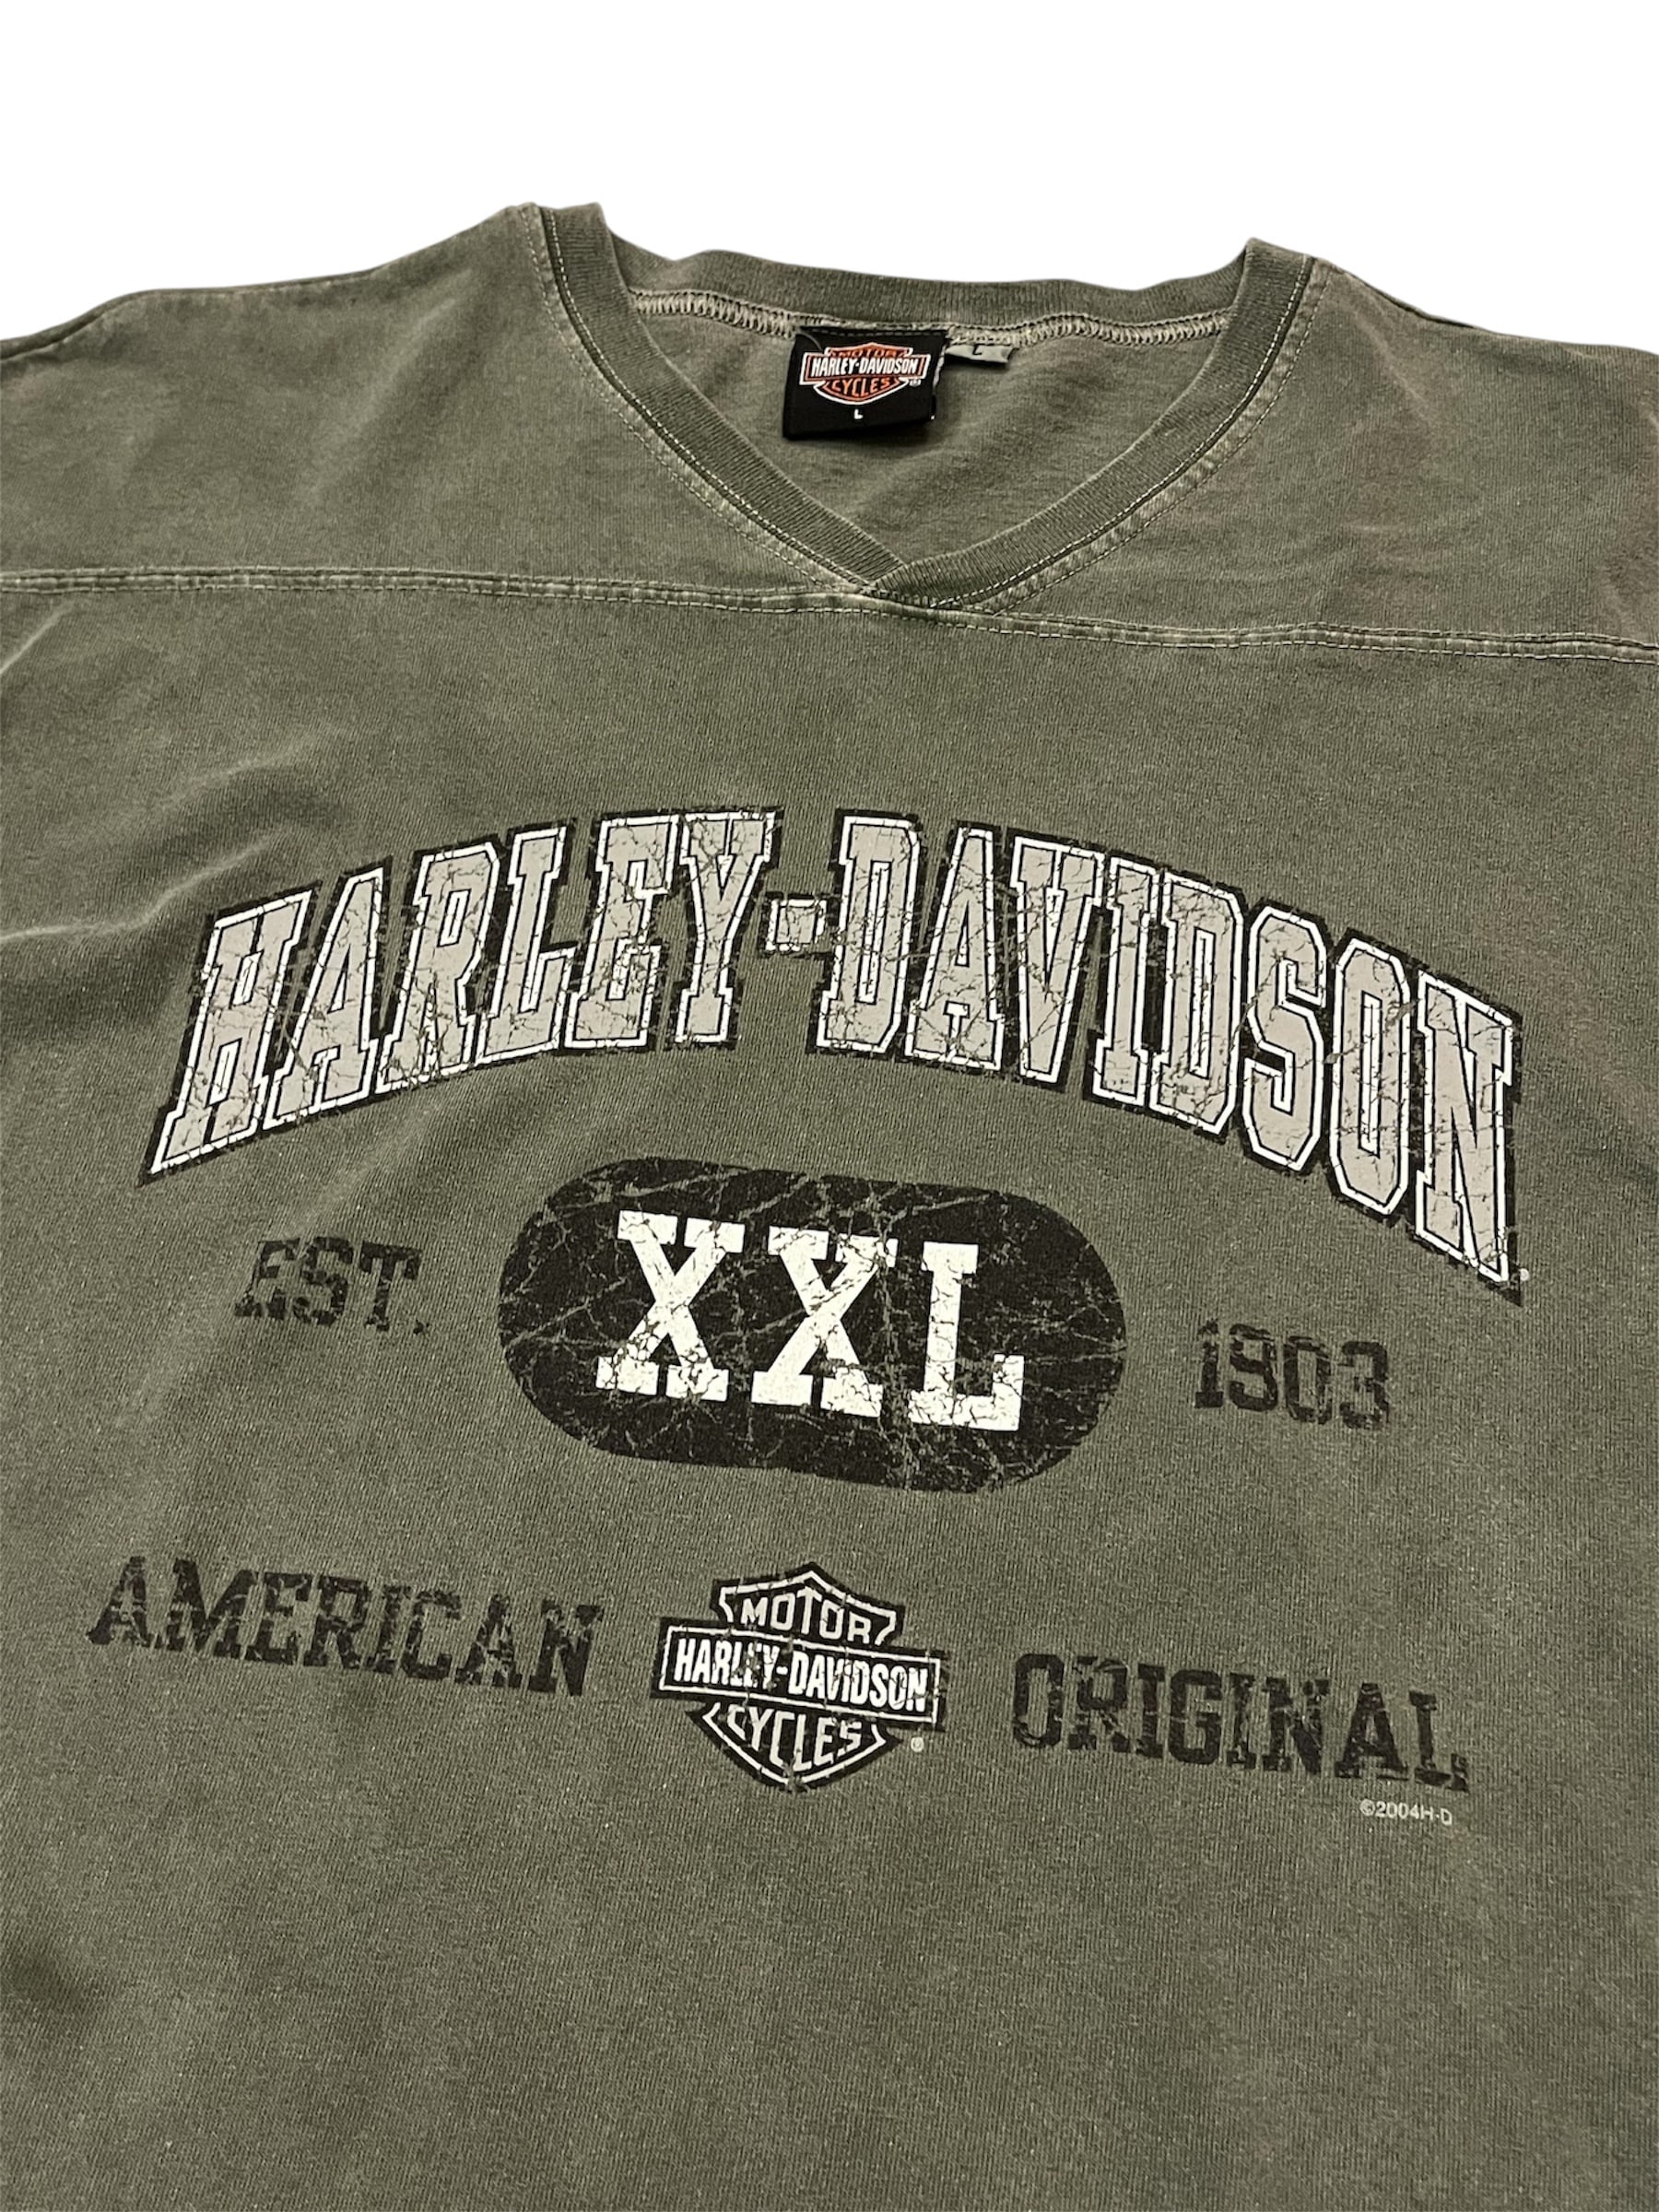 MOTOR
HARLEY-DAVIDSON
CYCLES
®
L
L
HARLEY-DAVIDSON
EST. XXL 1903
AMERICAN MOTOR HARLEY-DAVIDSON CYCLES ® ORIGINAL
©2004H-D